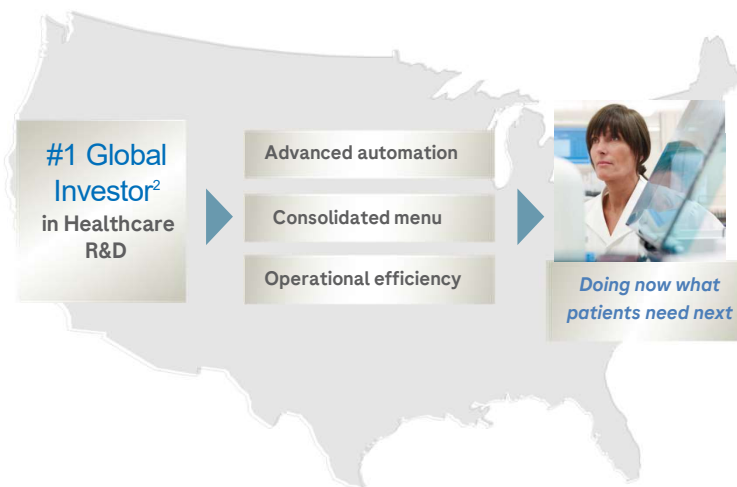 #1 Global
Investor²
in Healthcare
R&D
Advanced automation
Consolidated menu
Operational efficiency
Doing now what
patients need next